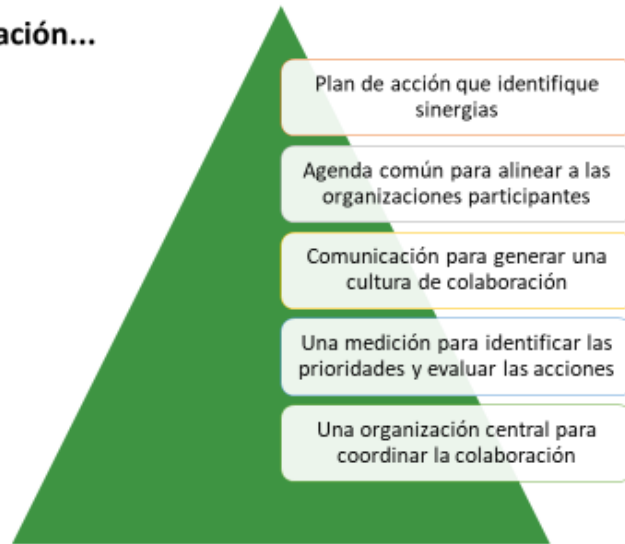 ación...
Plan de acción que identifique
sinergias
Agenda común para alinear a las
organizaciones participantes
Comunicación para generar una
cultura de colaboración
Una medición para identificar las
prioridades y evaluar las acciones
Una organización central para
coordinar la colaboración